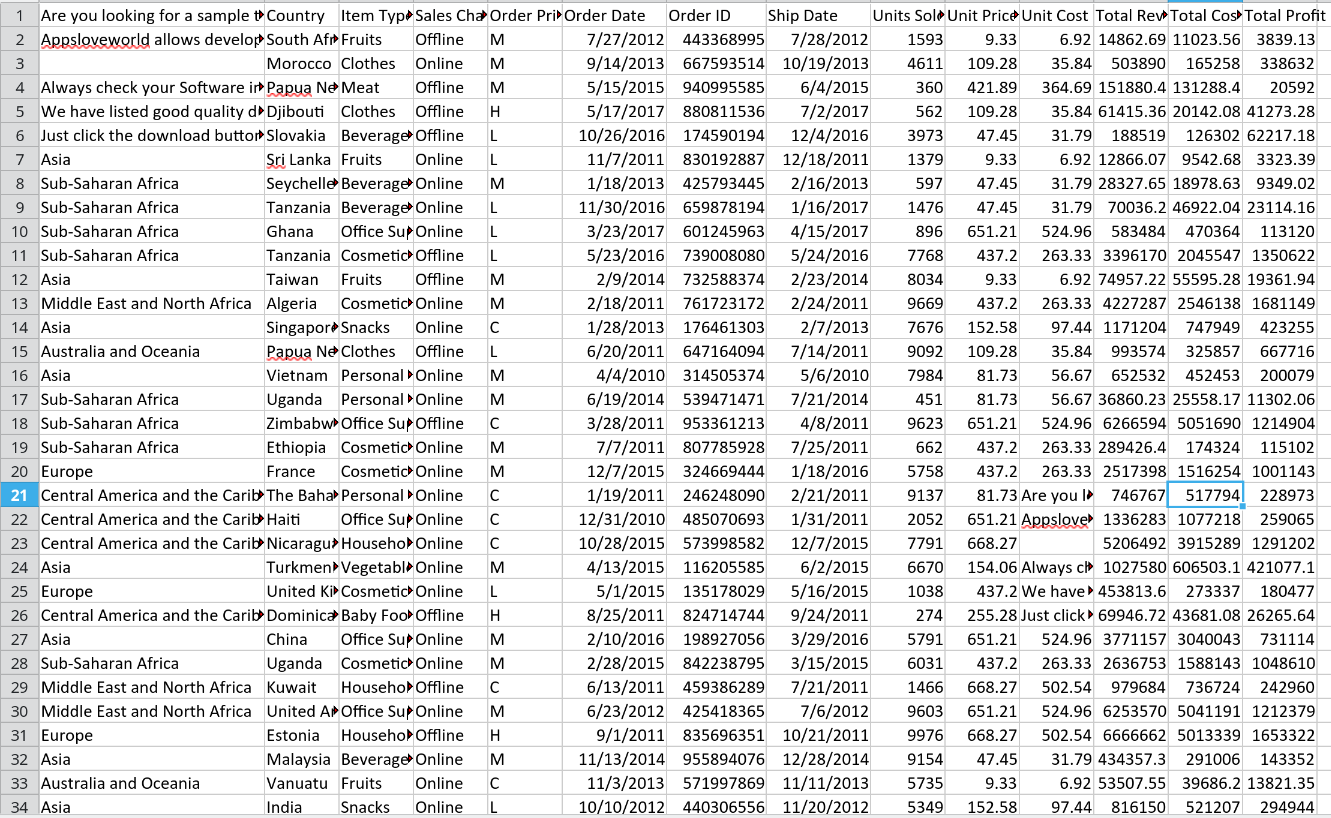 1 Are you looking for a sample t Country Item Typ Sales Cha Order Pri Order Date Order ID Ship Date Units Sol Unit Price Unit Cost Total Rev Total Cos Total Profit
2 Appsloveworld allows develop South Afr Fruits Offline M 7/27/2012 443368995 7/28/2012 1593 9.33 6.92 14862.69 11023.56 3839.13
3 Morocco Clothes Online M 9/14/2013 667593514 10/19/2013 4611 109.28 35.84 503890 165258 338632
4 Always check your Software in Papua Ne Meat Offline M 5/15/2015 940995585 6/4/2015 360 421.89 364.69 151880.4 131288.4 20592
5 We have listed good quality d Djibouti Clothes Offline H 5/17/2017 880811536 7/2/2017 562 109.28 35.84 61415.36 20142.08 41273.28
6 Just click the download button Slovakia Beverage Offline L 10/26/2016 174590194 12/4/2016 3973 47.45 31.79 188519 126302 62217.18
7 Asia Sri Lanka Fruits Online L 11/7/2011 830192887 12/18/2011 1379 9.33 6.92 12866.07 9542.68 3323.39
8 Sub-Saharan Africa Seychelle Beverage Online M 1/18/2013 425793445 2/16/2013 597 47.45 31.79 28327.65 18978.63 9349.02
9 Sub-Saharan Africa Tanzania Beverage Online L 11/30/2016 659878194 1/16/2017 1476 47.45 31.79 70036.2 46922.04 23114.16
10 Sub-Saharan Africa Ghana Office Su Online L 3/23/2017 601245963 4/15/2017 896 651.21 524.96 583484 470364 113120
11 Sub-Saharan Africa Tanzania Cosmetic Offline L 5/23/2016 739008080 5/24/2016 7768 437.2 263.33 3396170 2045547 1350622
12 Asia Taiwan Fruits Offline M 2/9/2014 732588374 2/23/2014 8034 9.33 6.92 74957.22 55595.28 19361.94
13 Middle East and North Africa Algeria Cosmetic Online M 2/18/2011 761723172 2/24/2011 9669 437.2 263.33 4227287 2546138 1681149
14 Asia Singapor Snacks Online C 1/28/2013 176461303 2/7/2013 7676 152.58 97.44 1171204 747949 423255
15 Australia and Oceania Papua Ne Clothes Offline L 6/20/2011 647164094 7/14/2011 9092 109.28 35.84 993574 325857 667716
16 Asia Vietnam Personal Online M 4/4/2010 314505374 5/6/2010 7984 81.73 56.67 652532 452453 200079
17 Sub-Saharan Africa Uganda Personal Online M 6/19/2014 539471471 7/21/2014 451 81.73 56.67 36860.23 25558.17 11302.06
18 Sub-Saharan Africa Zimbabw Office Su Offline C 3/28/2011 953361213 4/8/2011 9623 651.21 524.96 6266594 5051690 1214904
19 Sub-Saharan Africa Ethiopia Cosmetic Online M 7/7/2011 807785928 7/25/2011 662 437.2 263.33 289426.4 174324 115102
20 Europe France Cosmetic Online M 12/7/2015 324669444 1/18/2016 5758 437.2 263.33 2517398 1516254 1001143
21 Central America and the Carib The Baha Personal Online C 1/19/2011 246248090 2/21/2011 9137 81.73 Are you l 746767 517794 228973
22 Central America and the Carib Haiti Office Su Online C 12/31/2010 485070693 1/31/2011 2052 651.21 Appslove 1336283 1077218 259065
23 Central America and the Carib Nicaragu Househo Online C 10/28/2015 573998582 12/7/2015 7791 668.27 5206492 3915289 1291202
24 Asia Turkmen Vegetabl Online M 4/13/2015 116205585 6/2/2015 6670 154.06 Always ch 1027580 606503.1 421077.1
25 Europe United Ki Cosmetic Online L 5/1/2015 135178029 5/16/2015 1038 437.2 We have 453813.6 273337 180477
26 Central America and the Carib Dominica Baby Foo Offline H 8/25/2011 824714744 9/24/2011 274 255.28 Just click 69946.72 43681.08 26265.64
27 Asia China Office Su Online M 2/10/2016 198927056 3/29/2016 5791 651.21 524.96 3771157 3040043 731114
28 Sub-Saharan Africa Uganda Cosmetic Online M 2/28/2015 842238795 3/15/2015 6031 437.2 263.33 2636753 1588143 1048610
29 Middle East and North Africa Kuwait Househo Offline C 6/13/2011 459386289 7/21/2011 1466 668.27 502.54 979684 736724 242960
30 Middle East and North Africa United Ar Office Su Online M 6/23/2012 425418365 7/6/2012 9603 651.21 524.96 6253570 5041191 1212379
31 Europe Estonia Househo Offline H 9/1/2011 835696351 10/21/2011 9976 668.27 502.54 6666662 5013339 1653322
32 Asia Malaysia Beverage Online M 11/13/2014 955894076 12/28/2014 9154 47.45 31.79 434357.3 291006 143352
33 Australia and Oceania Vanuatu Fruits Online C 11/3/2013 571997869 11/11/2013 5735 9.33 6.92 53507.55 39686.2 13821.35
34 Asia India Snacks Online L 10/10/2012 440306556 11/20/2012 5349 152.58 97.44 816150 521207 294944